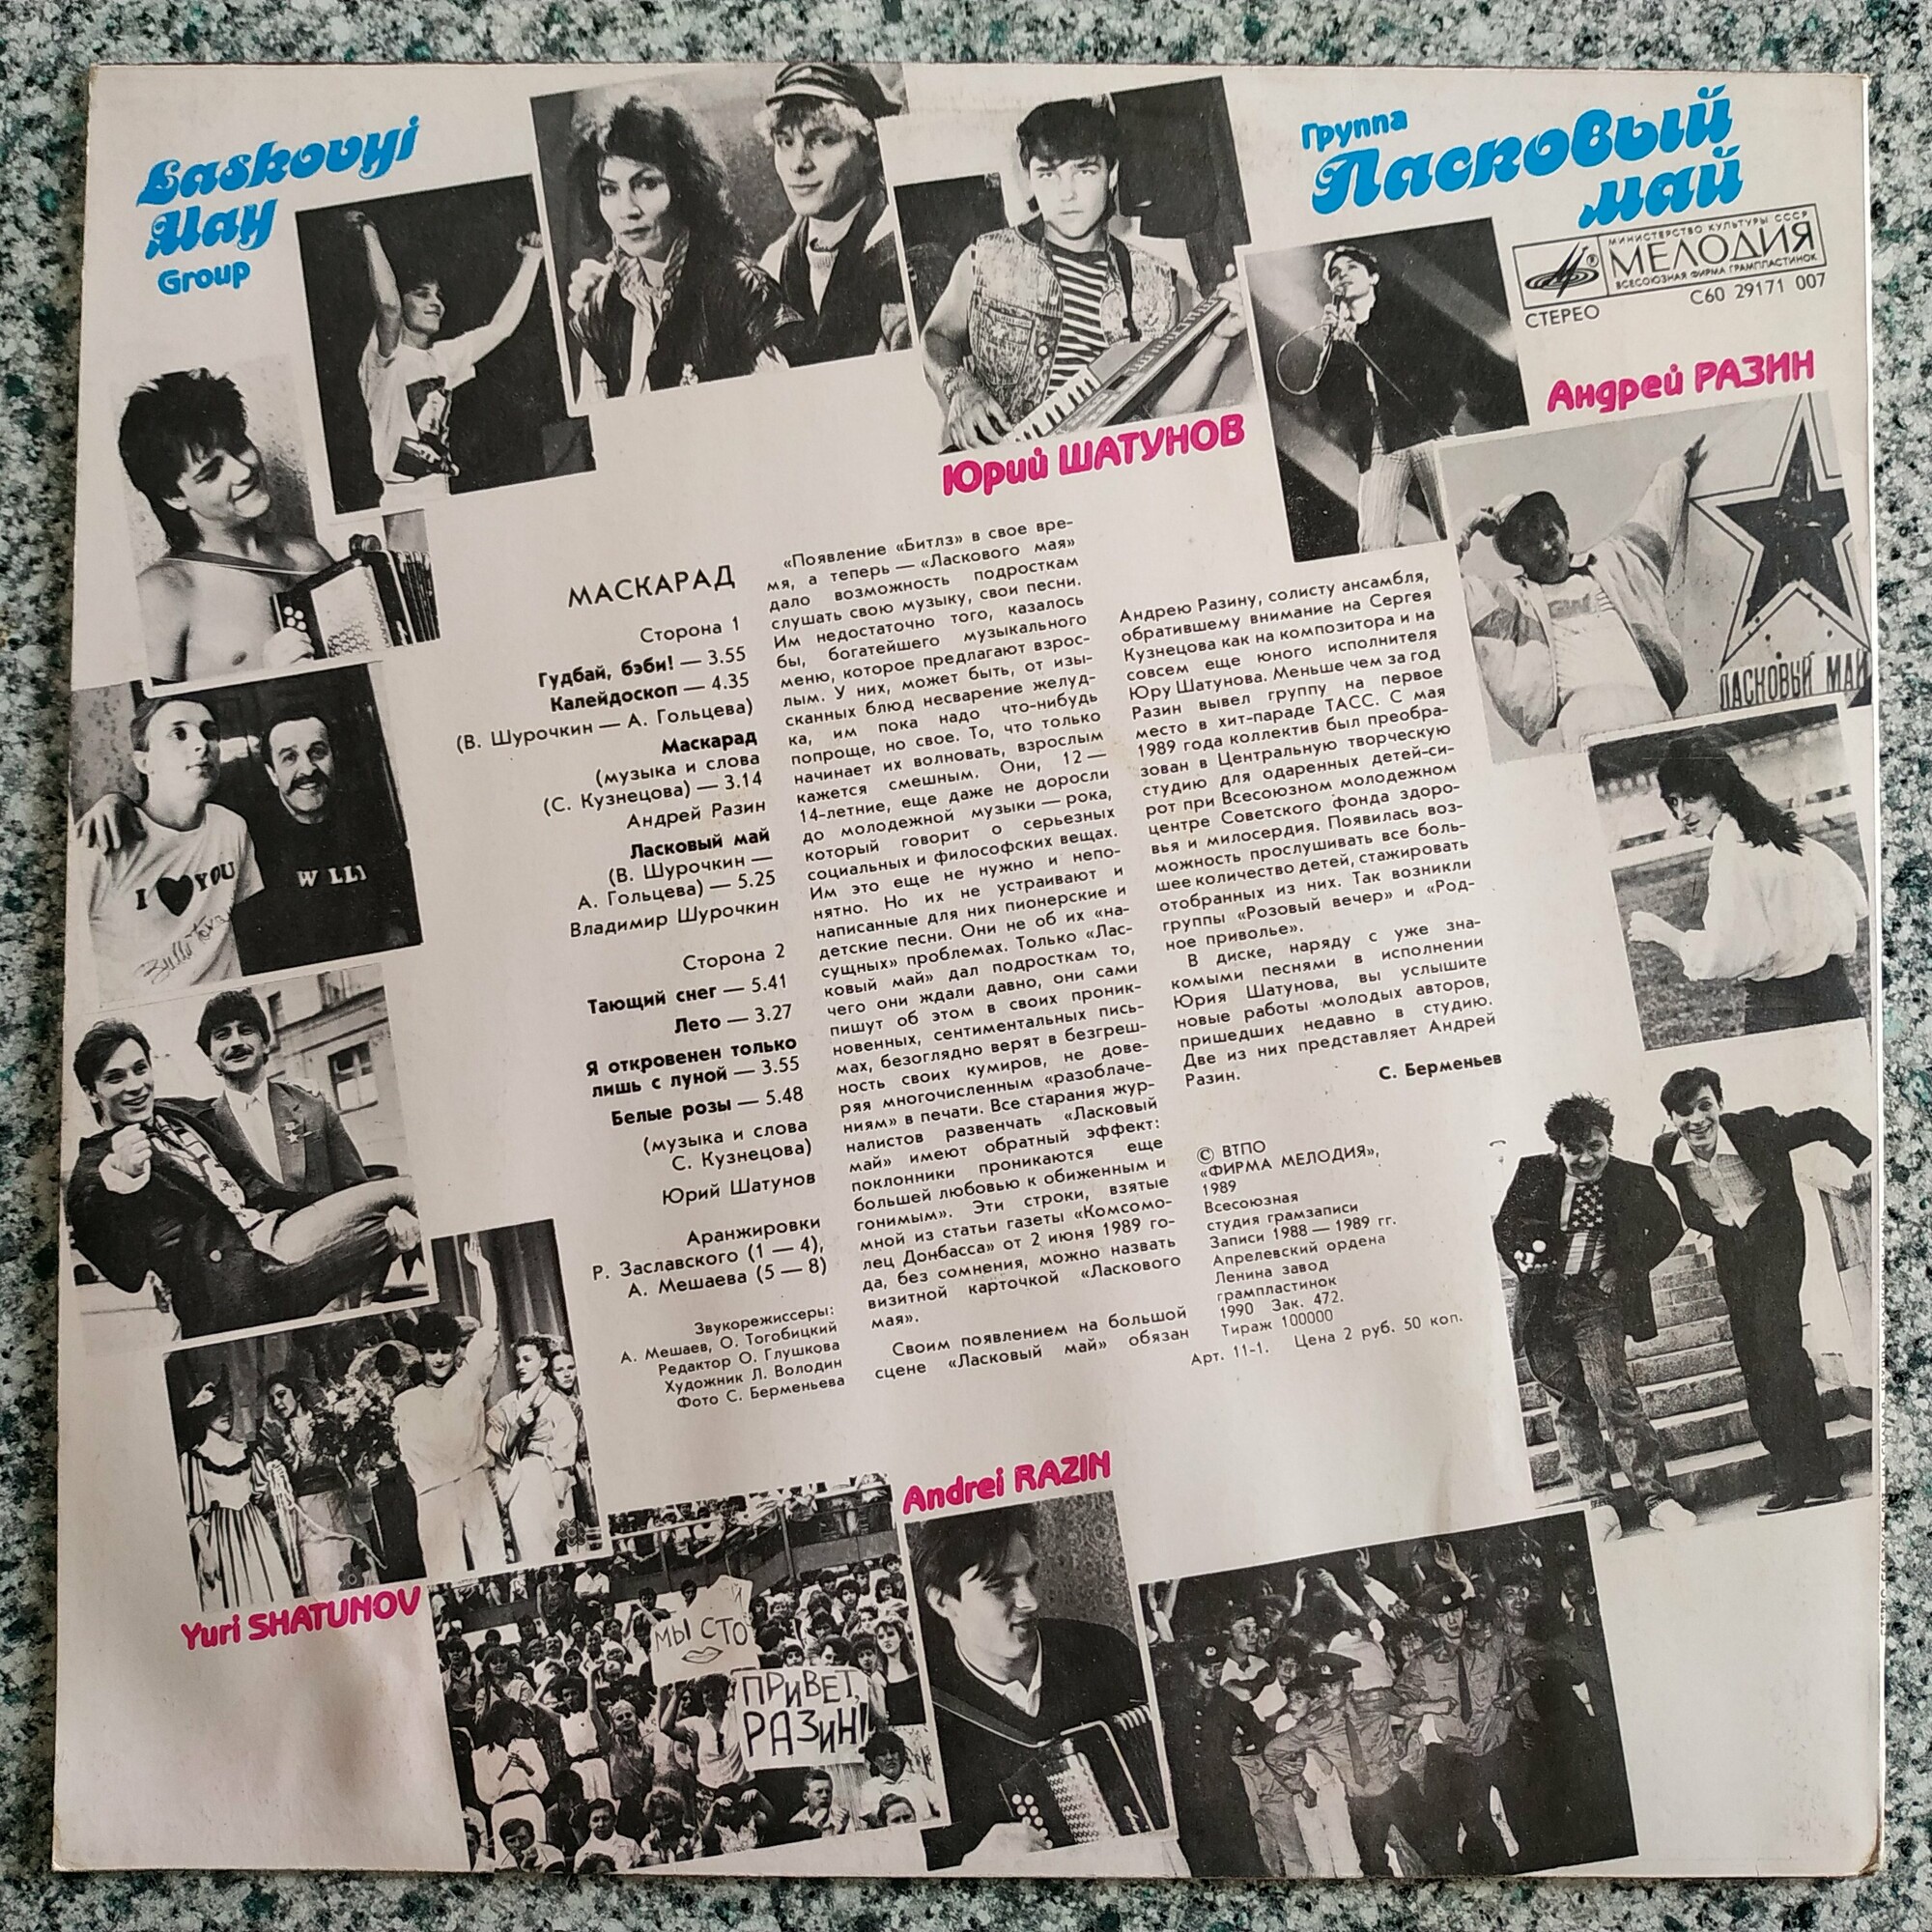 Laskovyi
May
Group
Группа
Ласковый
май
МИНИСТЕРСТВО КУЛЬТУРЫ СССР
МЕЛОДИЯ
ВСЕСОЮЗНАЯ ФИРМА ГРАМПЛАСТИНОК
СТЕРЕО
С60 29171 007
Андрей РАЗИН
Юрий ШАТУНОВ
ЛАСКОВЫЙ МАЙ
I YOU
МАСКАРАД
Сторона 1
Гудбай, бэби! — 3.55
Калейдоскоп — 4.35
(В. Шурочкин — А. Гольцева)
Маскарад
(музыка и слова
(С. Кузнецова) — 3.14
Андрей Разин
Ласковый май
(В. Шурочкин —
А. Гольцева) — 5.25
Владимир Шурочкин
Сторона 2
Тающий снег — 5.41
Лето — 3.27
Я откровенен только
лишь с луной — 3.55
Белые розы — 5.48
(музыка и слова
С. Кузнецова)
Юрий Шатунов
Аранжировки
Р. Заславского (1 — 4),
А. Мешаева (5 — 8)
Звукорежиссеры:
А. Мешаев, О. Тогобицкий
Редактор О. Глушкова
Художник Л. Володин
Фото С. Берменьева
«Появление «Битлз» в свое вре-
мя, а теперь — «Ласкового мая»
дало возможность подросткам
слушать свою музыку, свои песни.
Им недостаточно того, казалось
бы, богатейшего музыкального
меню, которое предлагают взрос-
лым. У них, может быть, от изы-
сканных блюд несварение желуд-
ка, им пока надо что-нибудь
попроще, но свое. То, что только
начинает их волновать, взрослым
кажется смешным. Они, 12 —
14-летние, еще даже не доросли
до молодежной музыки — рока,
который говорит о серьезных
социальных и философских вещах.
Им это еще не нужно и непо-
нятно. Но их не устраивают и
написанные для них пионерские и
детские песни. Они не об их «на-
сущных» проблемах. Только «Лас-
ковый май» дал подросткам то,
чего они ждали давно, они сами
пишут об этом в своих проник-
новенных, сентиментальных пись-
мах, безоглядно верят в безгреш-
ность своих кумиров, не дове-
ряя многочисленным «разоблаче-
ниям» в печати. Все старания жур-
налистов развенчать «Ласковый
май» имеют обратный эффект:
поклонники проникаются еще
большей любовью к обиженным и
гонимым». Эти строки, взятые
мной из статьи газеты «Комсомо-
лец Донбасса» от 2 июня 1989 го-
да, без сомнения, можно назвать
визитной карточкой «Ласкового
мая».
Своим появлением на большой
сцене «Ласковый май» обязан
Андрею Разину, солисту ансамбля,
обратившему внимание на Сергея
Кузнецова как на композитора и на
совсем еще юного исполнителя
Юру Шатунова. Меньше чем за год
Разин вывел группу на первое
место в хит-параде ТАСС. С мая
1989 года коллектив был преобра-
зован в Центральную творческую
студию для одаренных детей-си-
рот при Всесоюзном молодежном
центре Советского фонда здоро-
вья и милосердия. Появилась воз-
можность прослушивать все боль-
шее количество детей, стажировать
отобранных из них. Так возникли
группы «Розовый вечер» и «Род-
ное приволье».
В диске, наряду с уже зна-
комыми песнями в исполнении
Юрия Шатунова, вы услышите
новые работы молодых авторов,
пришедших недавно в студию.
Две из них представляет Андрей
Разин.
С. Берменьев
© ВТПО
«ФИРМА МЕЛОДИЯ»,
1989
Всесоюзная
студия грамзаписи
Записи 1988 — 1989 гг.
Апрелевский ордена
Ленина завод
грампластинок
1990 Зак. 472.
Тираж 100000
Арт. 11-1. Цена 2 руб. 50 коп.
Yuri SHATUNOV
Andrei RAZIN
МЫ СТО
ПРИВЕТ,
РАЗИН!